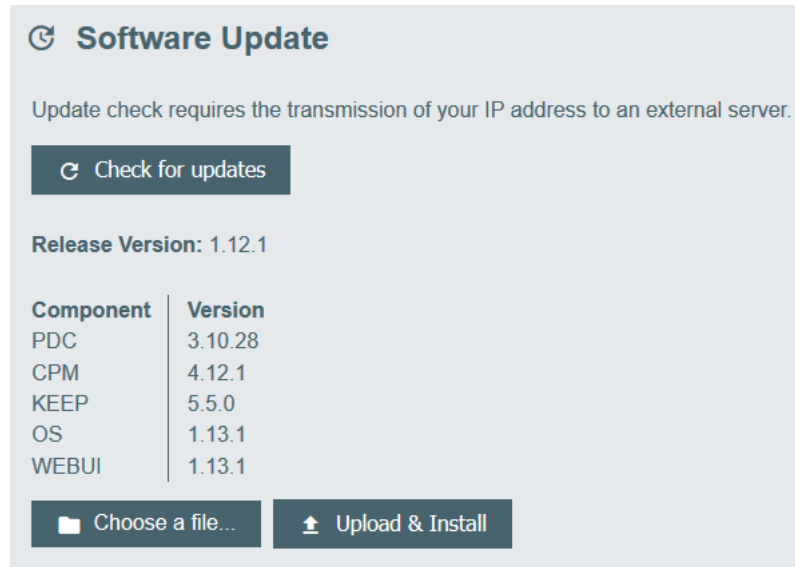 Software Update
Update check requires the transmission of your IP address to an external server.
Check for updates
Release Version: 1.12.1
Component Version
PDC 3.10.28
CPM 4.12.1
KEEP 5.5.0
OS 1.13.1
WEBUI 1.13.1
Choose a file... Upload & Install